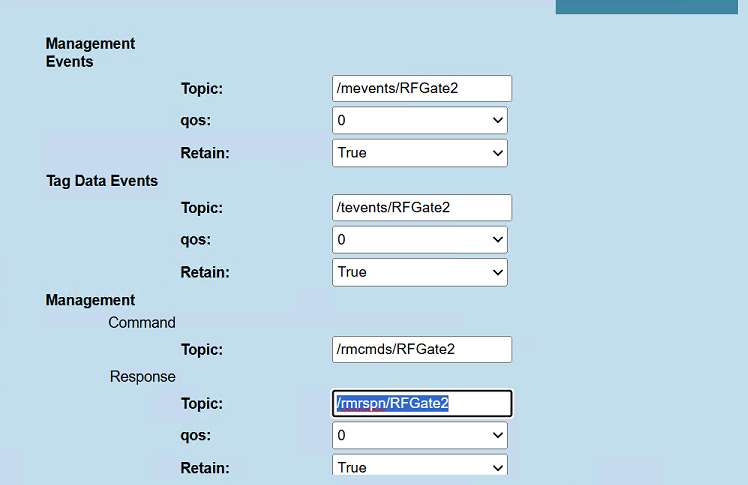 Management
Events
Topic: /mevents/RFGate2
qos: 0
Retain: True
Tag Data Events
Topic: /tevents/RFGate2
qos: 0
Retain: True
Management
Command
Topic: /rmcmds/RFGate2
Response
Topic: /rmrspn/RFGate2
qos: 0
Retain: True